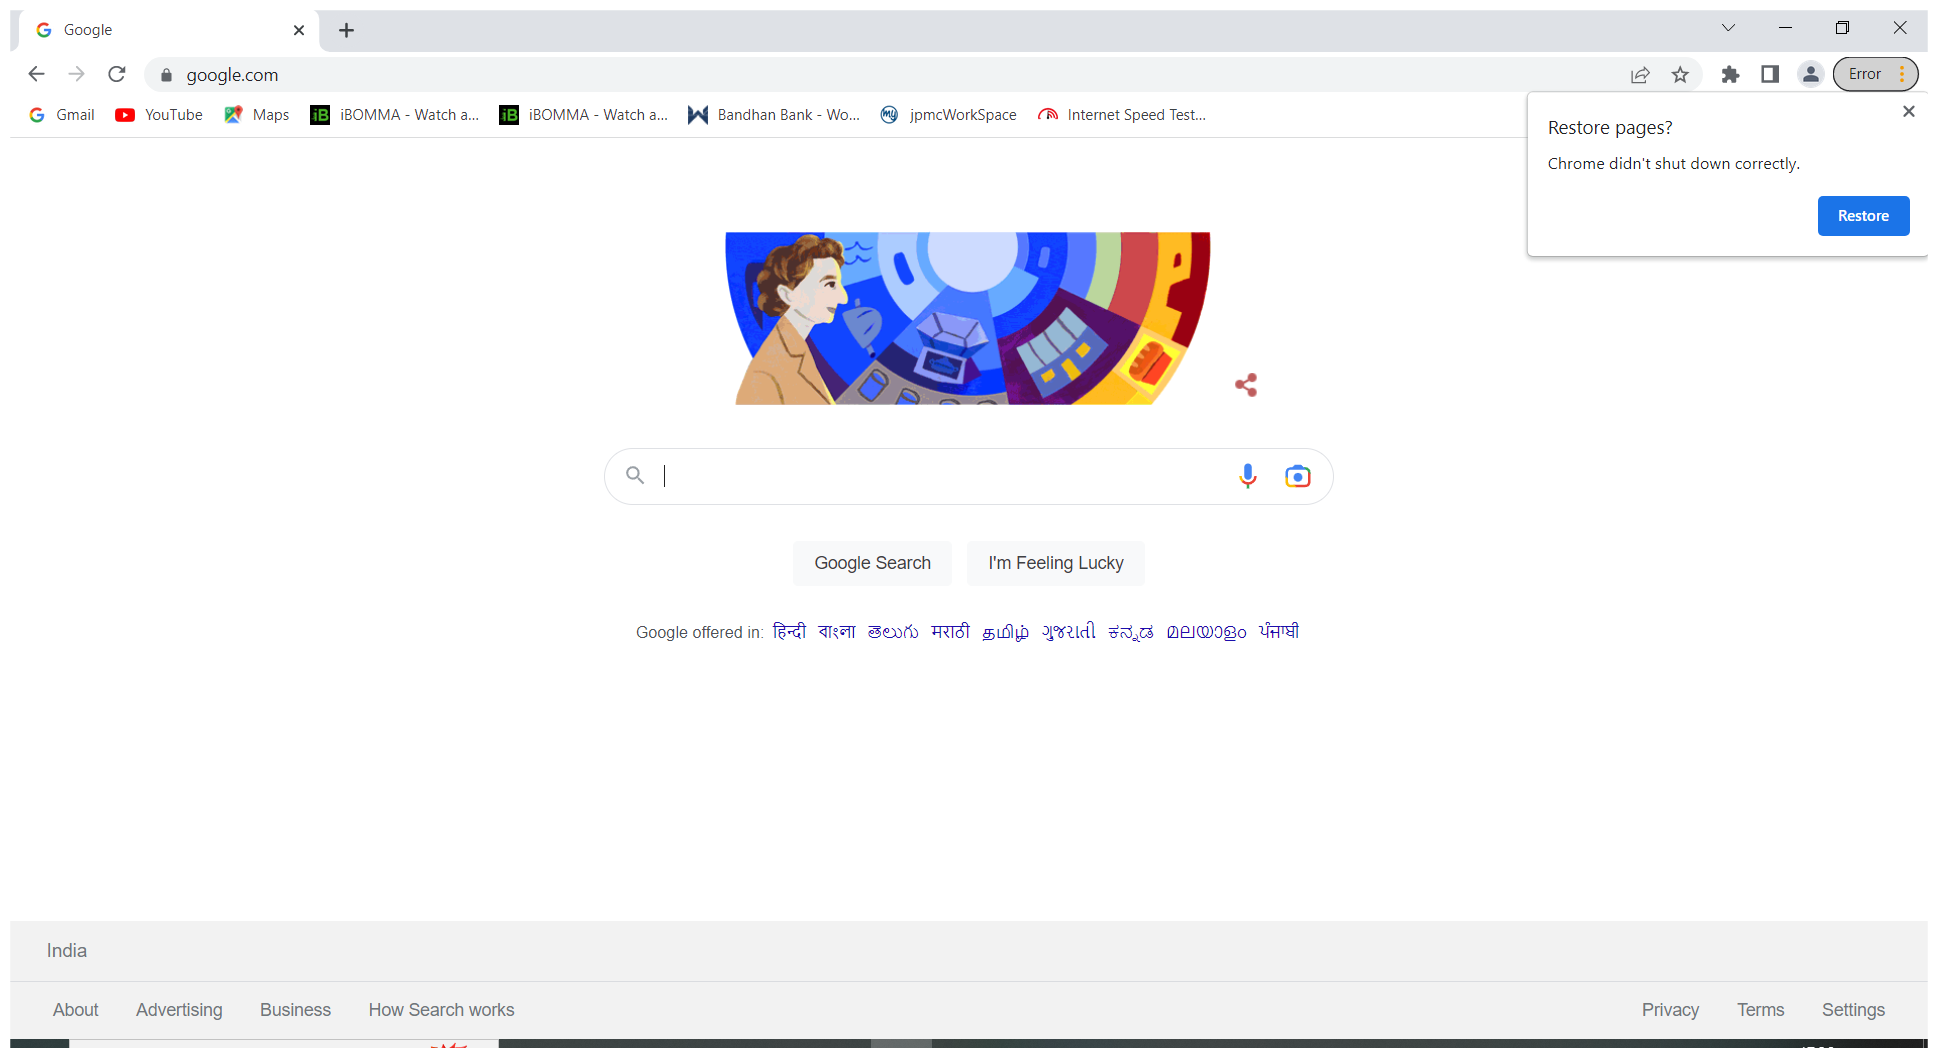 Google
google.com
Error
Gmail YouTube Maps iBOMMA - Watch a... iBOMMA - Watch a... Bandhan Bank - Wo... jpmcWorkSpace Internet Speed Test...
Restore pages?
Chrome didn't shut down correctly.
Restore
Google Search I'm Feeling Lucky
Google offered in: हिन्दी বাংলা తెలుగు मराठी தமிழ் ગુજરાતી ಕನ್ನಡ മലയാളം ਪੰਜਾਬੀ
India
About Advertising Business How Search works Privacy Terms Settings